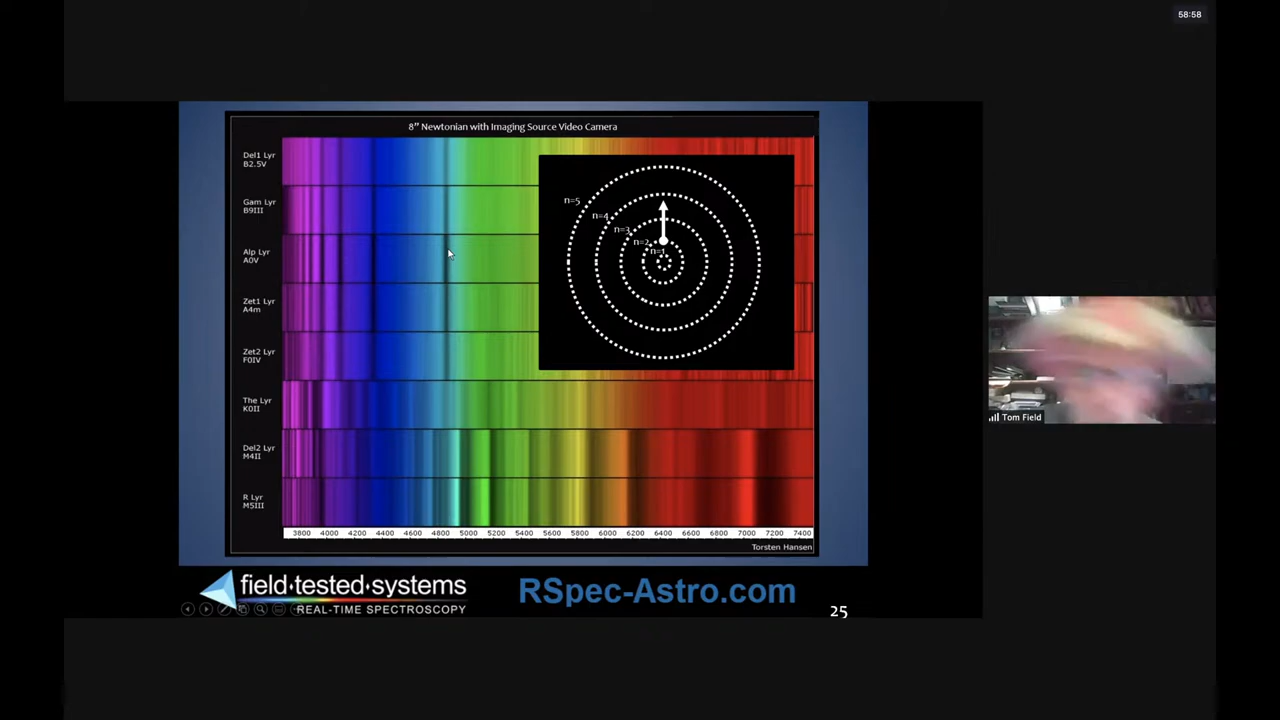 58:58
8" Newtonian with Imaging Source Video Camera
Del1 Lyr
B2.5V
Gam Lyr
B9III
Alp Lyr
A0V
Zet1 Lyr
A4m
Zet2 Lyr
F0IV
The Lyr
K0II
Del2 Lyr
M4II
R Lyr
M5III
n=5
n=4
n=3
n=2
n=1
3800 4000 4200 4400 4600 4800 5000 5200 5400 5600 5800 6000 6200 6400 6600 6800 7000 7200 7400
Torsten Hansen
Tom Field
field·tested·systems
REAL-TIME SPECTROSCOPY
RSpec-Astro.com
25